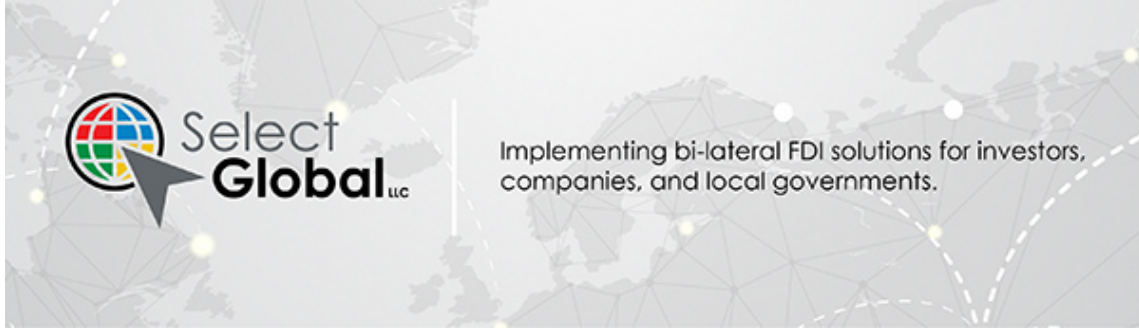 Select
Global LLC
Implementing bi-lateral FDI solutions for investors,
companies, and local governments.